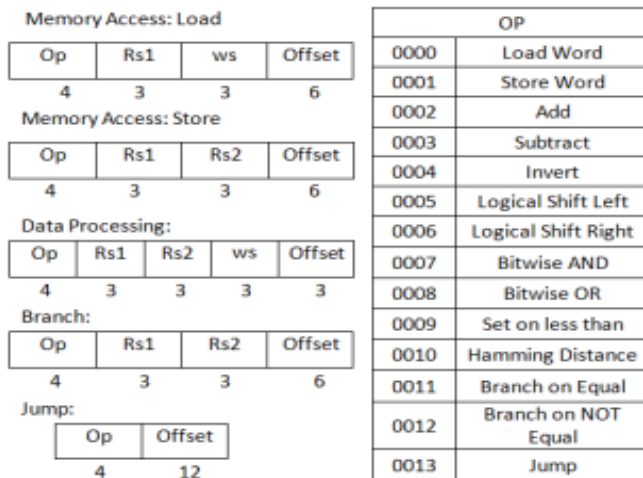 Memory Access: Load
Op Rs1 ws Offset
4 3 3 6
Memory Access: Store
Op Rs1 Rs2 Offset
4 3 3 6
Data Processing:
Op Rs1 Rs2 ws Offset
4 3 3 3 3
Branch:
Op Rs1 Rs2 Offset
4 3 3 6
Jump:
Op Offset
4 12
OP
0000 Load Word
0001 Store Word
0002 Add
0003 Subtract
0004 Invert
0005 Logical Shift Left
0006 Logical Shift Right
0007 Bitwise AND
0008 Bitwise OR
0009 Set on less than
0010 Hamming Distance
0011 Branch on Equal
0012 Branch on NOT
Equal
0013 Jump